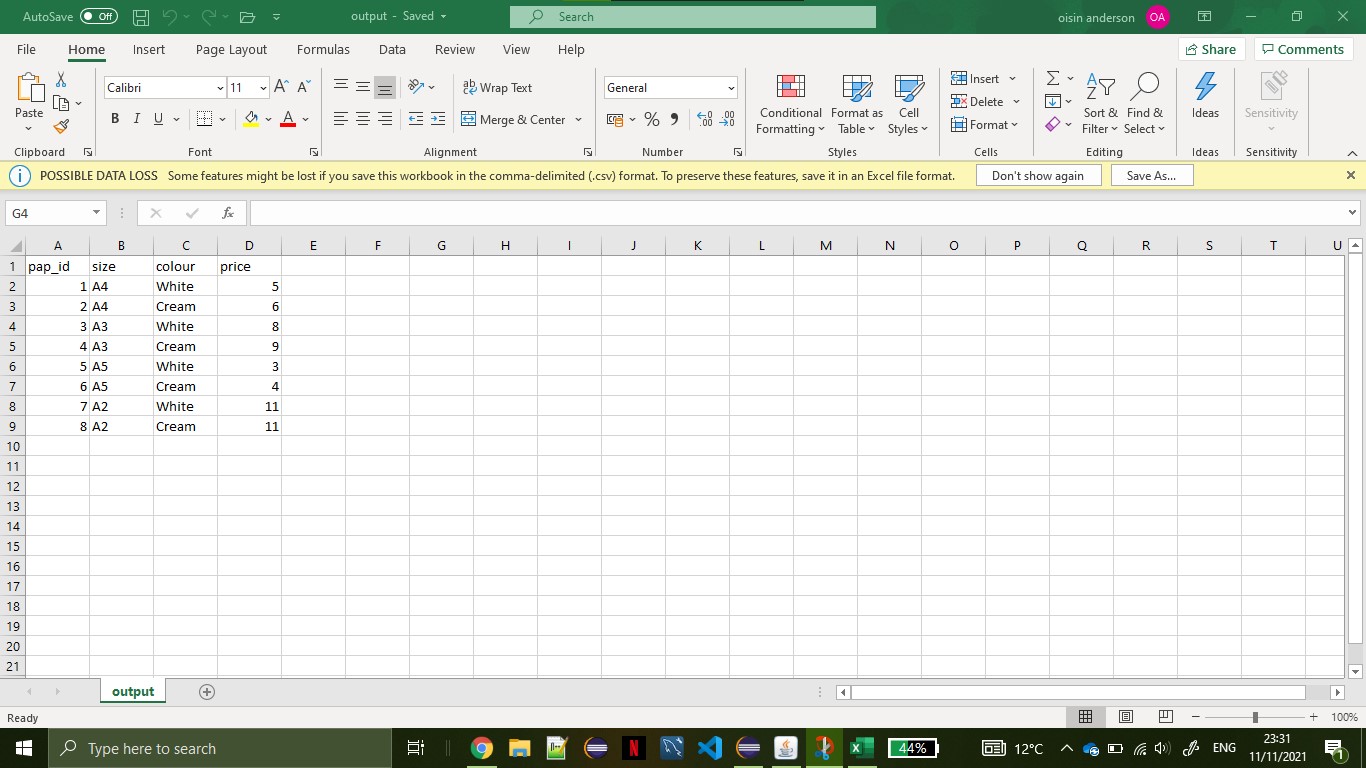 AutoSave Off output - Saved Search oisin anderson OA
File Home Insert Page Layout Formulas Data Review View Help Share Comments
Calibri 11 A A ab Wrap Text General Insert Σ
Paste Conditional Format as Cell Delete Sort & Find & Ideas Sensitivity
B I U A Merge & Center % Formatting Table Styles Format Filter Select
Clipboard Font Alignment Number Styles Cells Editing Ideas Sensitivity
POSSIBLE DATA LOSS Some features might be lost if you save this workbook in the comma-delimited (.csv) format. To preserve these features, save it in an Excel file format. Don't show again Save As...
G4 fx
A B C D E F G H I J K L M N O P Q R S T U
1 pap_id size colour price
2 1 A4 White 5
3 2 A4 Cream 6
4 3 A3 White 8
5 4 A3 Cream 9
6 5 A5 White 3
7 6 A5 Cream 4
8 7 A2 White 11
9 8 A2 Cream 11
10
11
12
13
14
15
16
17
18
19
20
21
output
Ready 100%
Type here to search 44% 12°C ENG 23:31
11/11/2021 1